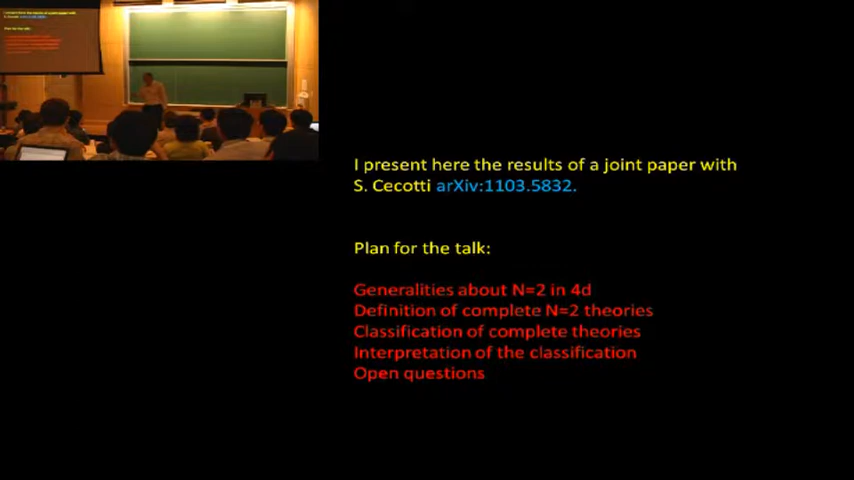 I present here the results of a joint paper with
S. Cecotti arXiv:1103.5832.
Plan for the talk:
Generalities about N=2 in 4d
Definition of complete N=2 theories
Classification of complete theories
Interpretation of the classification
Open questions